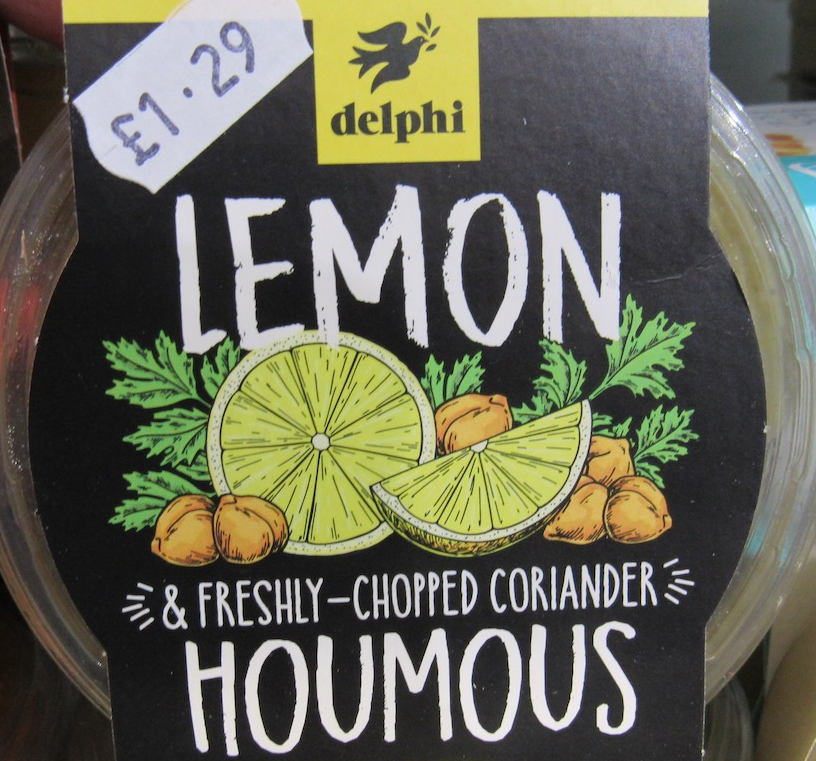 £1.29
delphi
LEMON
& FRESHLY-CHOPPED CORIANDER
HOUMOUS